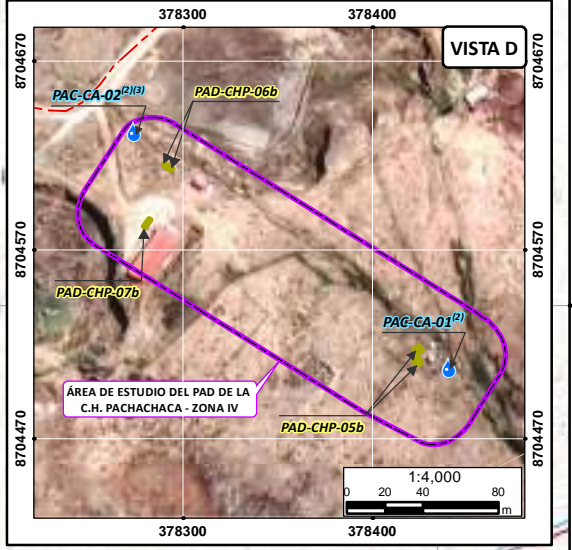 378300
378400
8704670
8704670
VISTA D
PAC-CA-02(2)(3)
PAD-CHP-06b
8704570
8704570
PAD-CHP-07b
PAC-CA-01(2)
ÁREA DE ESTUDIO DEL PAD DE LA
C.H. PACHACHACA - ZONA IV
PAD-CHP-05b
8704470
8704470
1:4,000
0 20 40 80
m
378300
378400